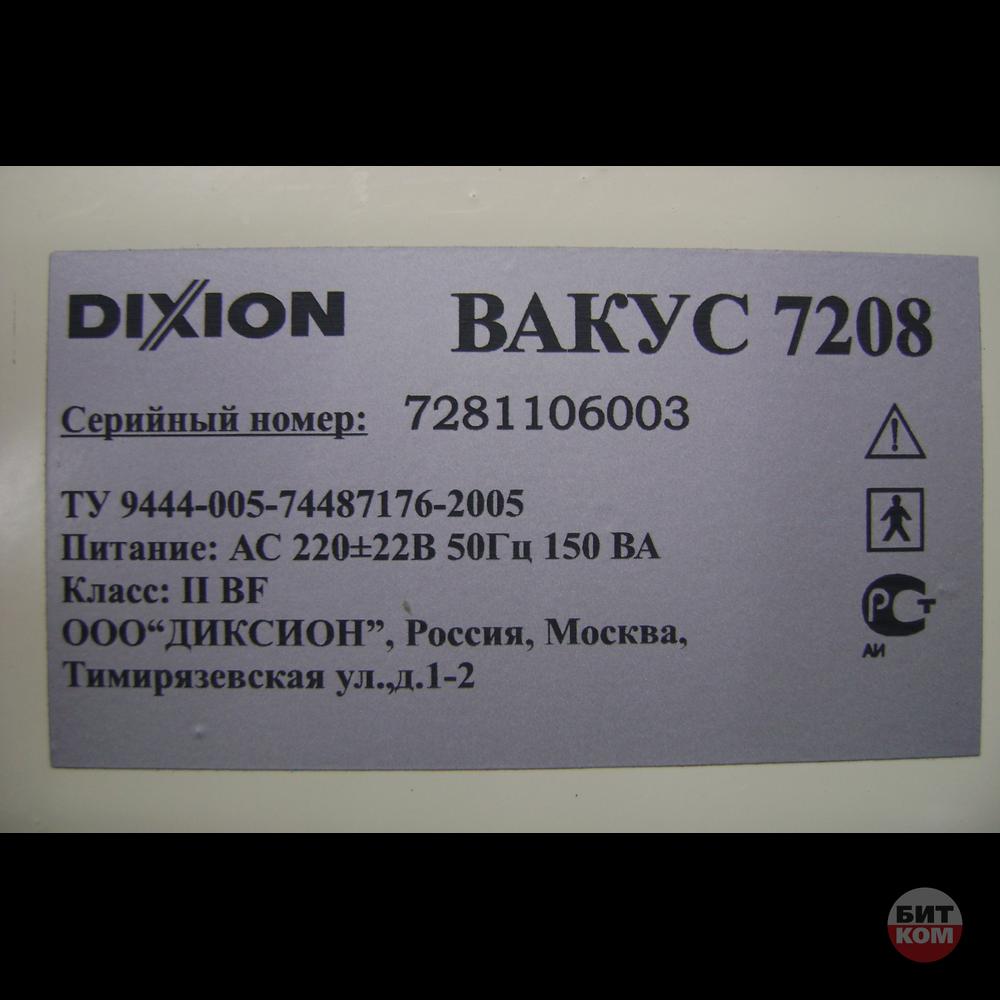 DIXION ВАКУС 7208
Серийный номер: 7281106003
ТУ 9444-005-74487176-2005
Питание: АС 220±22В 50Гц 150 ВА
Класс: II BF
ООО“ДИКСИОН”, Россия, Москва,
Тимирязевская ул.,д.1-2
РСТ
АИ
БИТ
КОМ